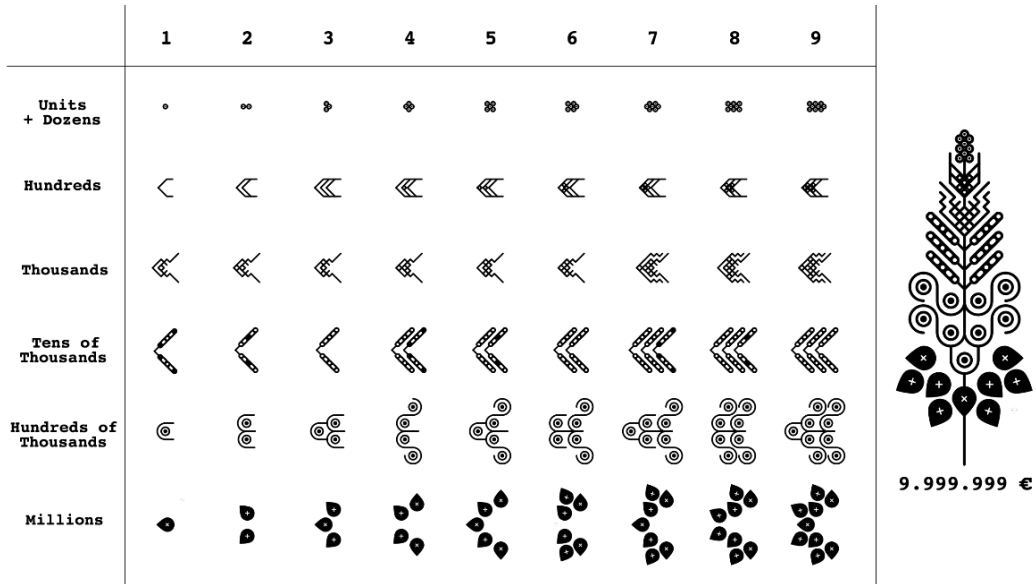 1 2 3 4 5 6 7 8 9
Units
+ Dozens
Hundreds
Thousands
Tens of
Thousands
Hundreds of
Thousands
Millions
9.999.999 €